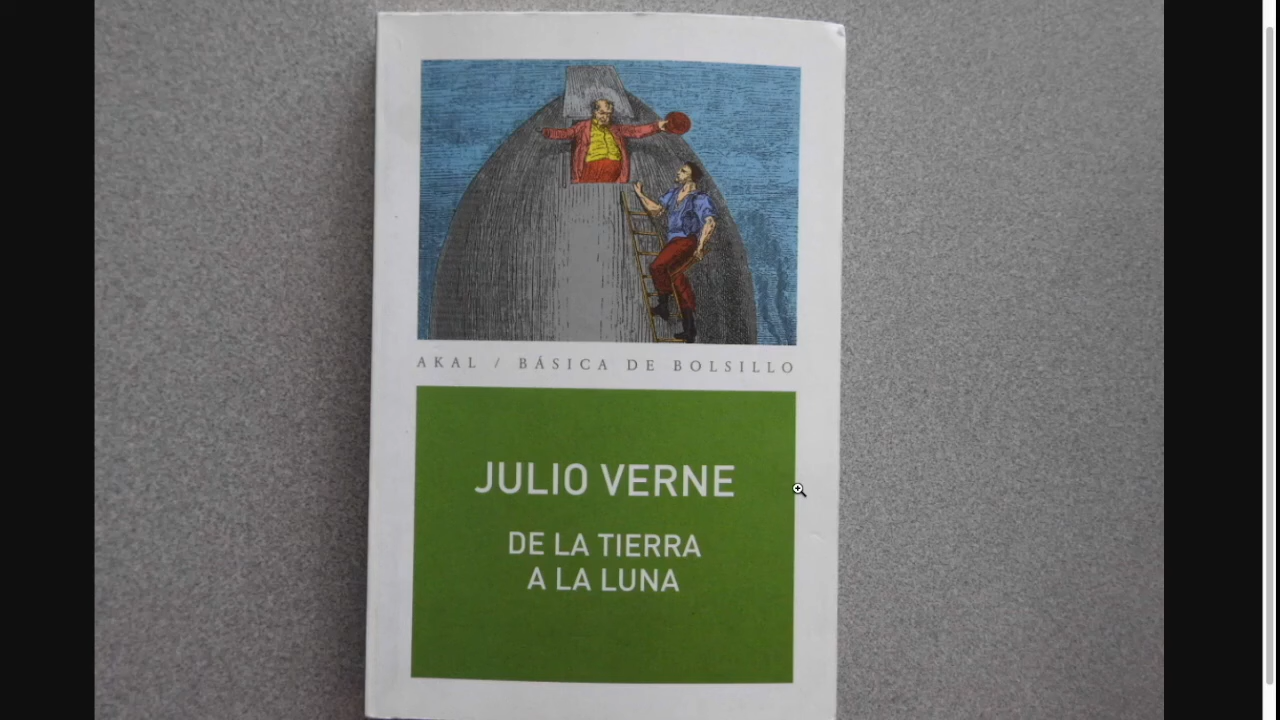 AKAL / BÁSICA DE BOLSILLO
JULIO VERNE
DE LA TIERRA
A LA LUNA